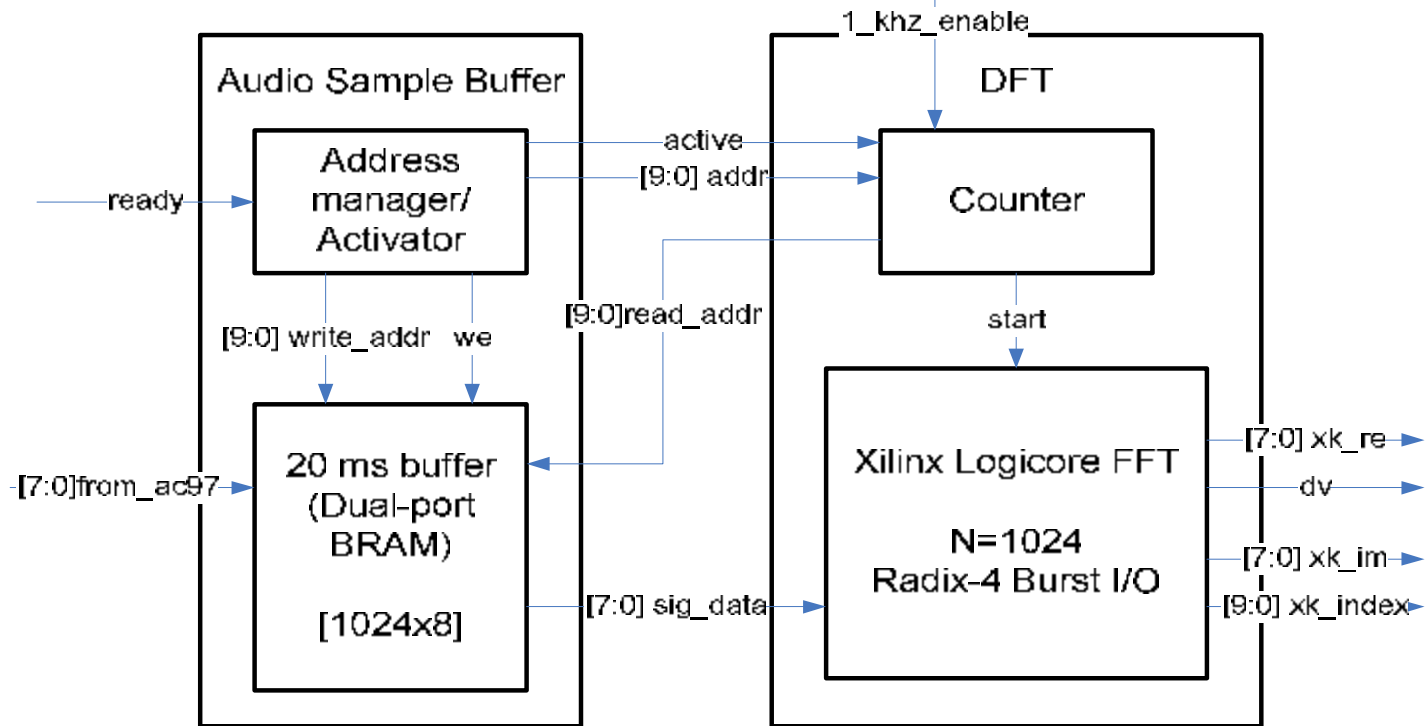 1_khz_enable
Audio Sample Buffer
DFT
Address
manager/
Activator
active
[9:0] addr
ready
Counter
[9:0]read_addr
[9:0] write_addr
we
start
20 ms buffer
(Dual-port
BRAM)
[1024x8]
[7:0]from_ac97
[7:0] sig_data
Xilinx Logicore FFT
N=1024
Radix-4 Burst I/O
[7:0] xk_re
dv
[7:0] xk_im
[9:0] xk_index